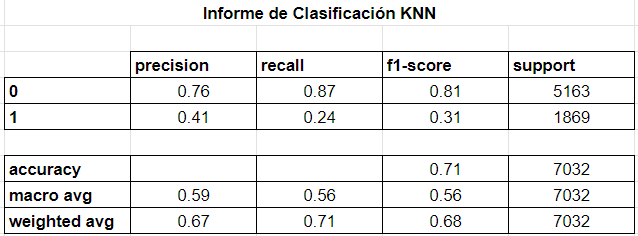 Informe de Clasificación KNN
precision recall f1-score support
0 0.76 0.87 0.81 5163
1 0.41 0.24 0.31 1869
accuracy 0.71 7032
macro avg 0.59 0.56 0.56 7032
weighted avg 0.67 0.71 0.68 7032